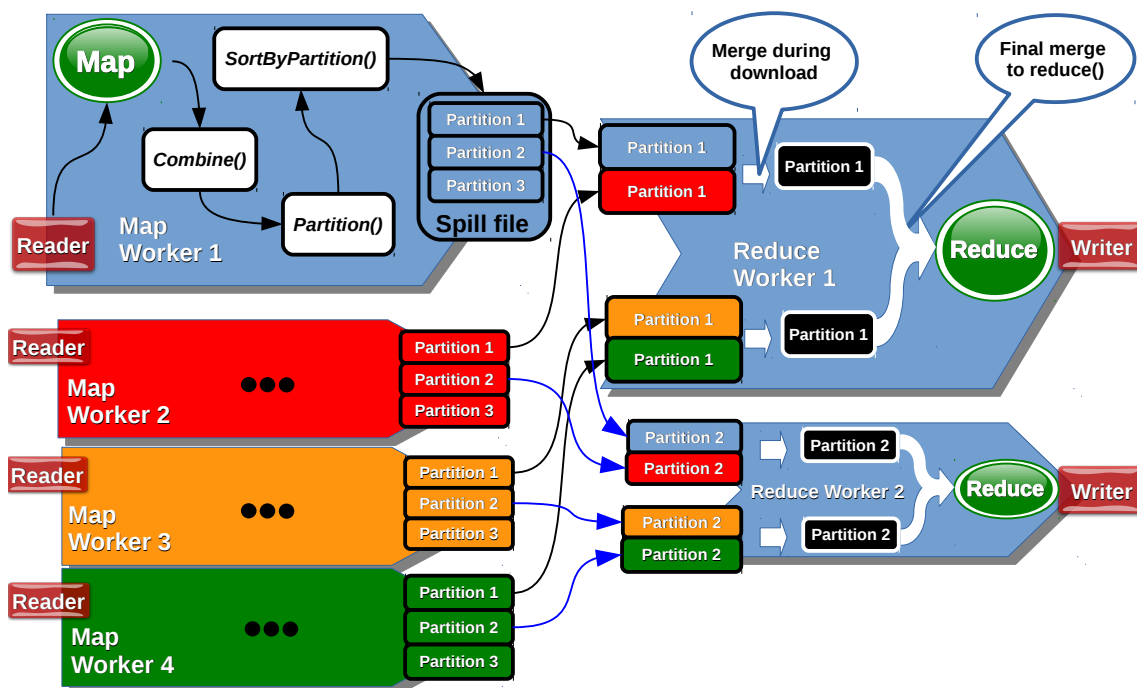 Map
SortByPartition()
Combine()
Partition()
Reader
Map
Worker 1
Partition 1
Partition 2
Partition 3
Spill file
Merge during
download
Final merge
to reduce()
Partition 1
Partition 1
Partition 1
Reduce
Worker 1
Reduce
Writer
Partition 1
Partition 1
Partition 1
Reader
Map
Worker 2
Partition 1
Partition 2
Partition 3
Reader
Map
Worker 3
Partition 1
Partition 2
Partition 3
Reader
Map
Worker 4
Partition 1
Partition 2
Partition 3
Partition 2
Partition 2
Partition 2
Reduce Worker 2
Reduce
Writer
Partition 2
Partition 2
Partition 2